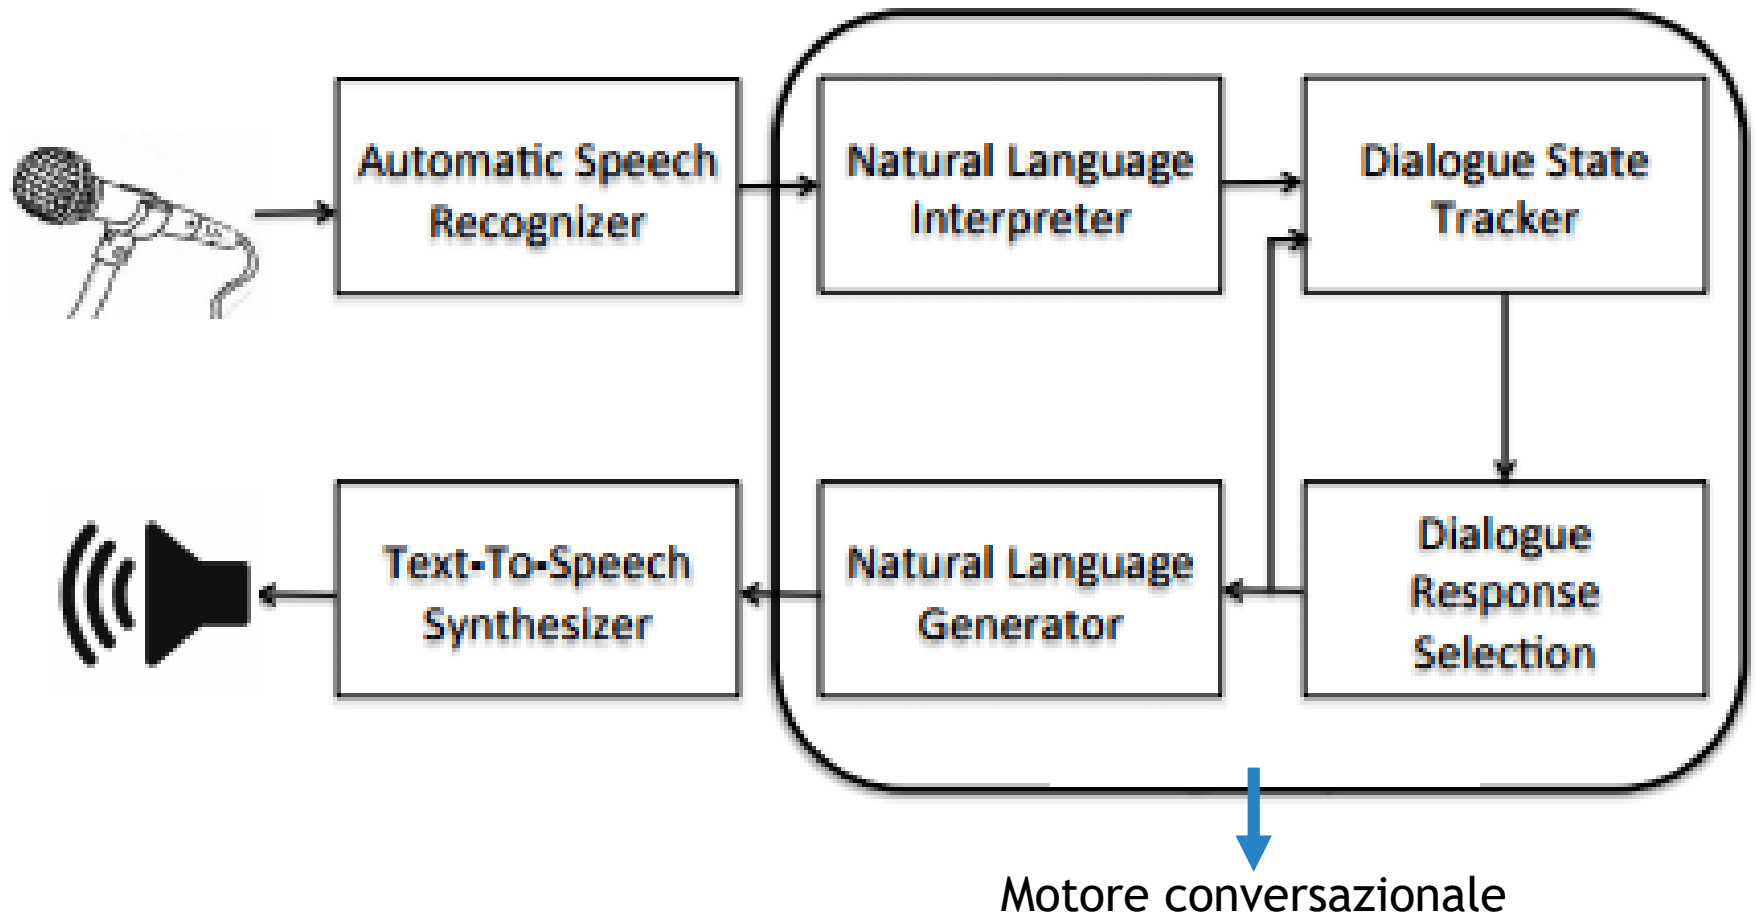 Automatic Speech
Recognizer
Natural Language
Interpreter
Dialogue State
Tracker
Text-To-Speech
Synthesizer
Natural Language
Generator
Dialogue
Response
Selection
Motore conversazionale